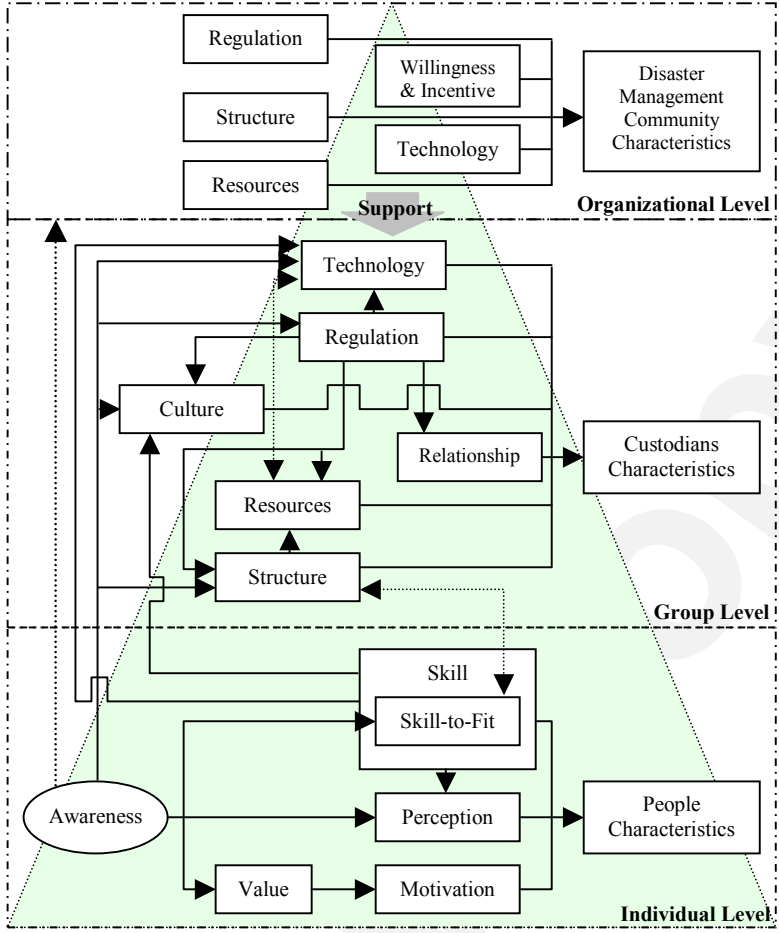 Regulation
Willingness
& Incentive
Disaster
Management
Community
Characteristics
Structure
Technology
Resources
Organizational Level
Support
Technology
Regulation
Culture
Relationship
Custodians
Characteristics
Resources
Structure
Group Level
Skill
Skill-to-Fit
Awareness
Perception
People
Characteristics
Value
Motivation
Individual Level